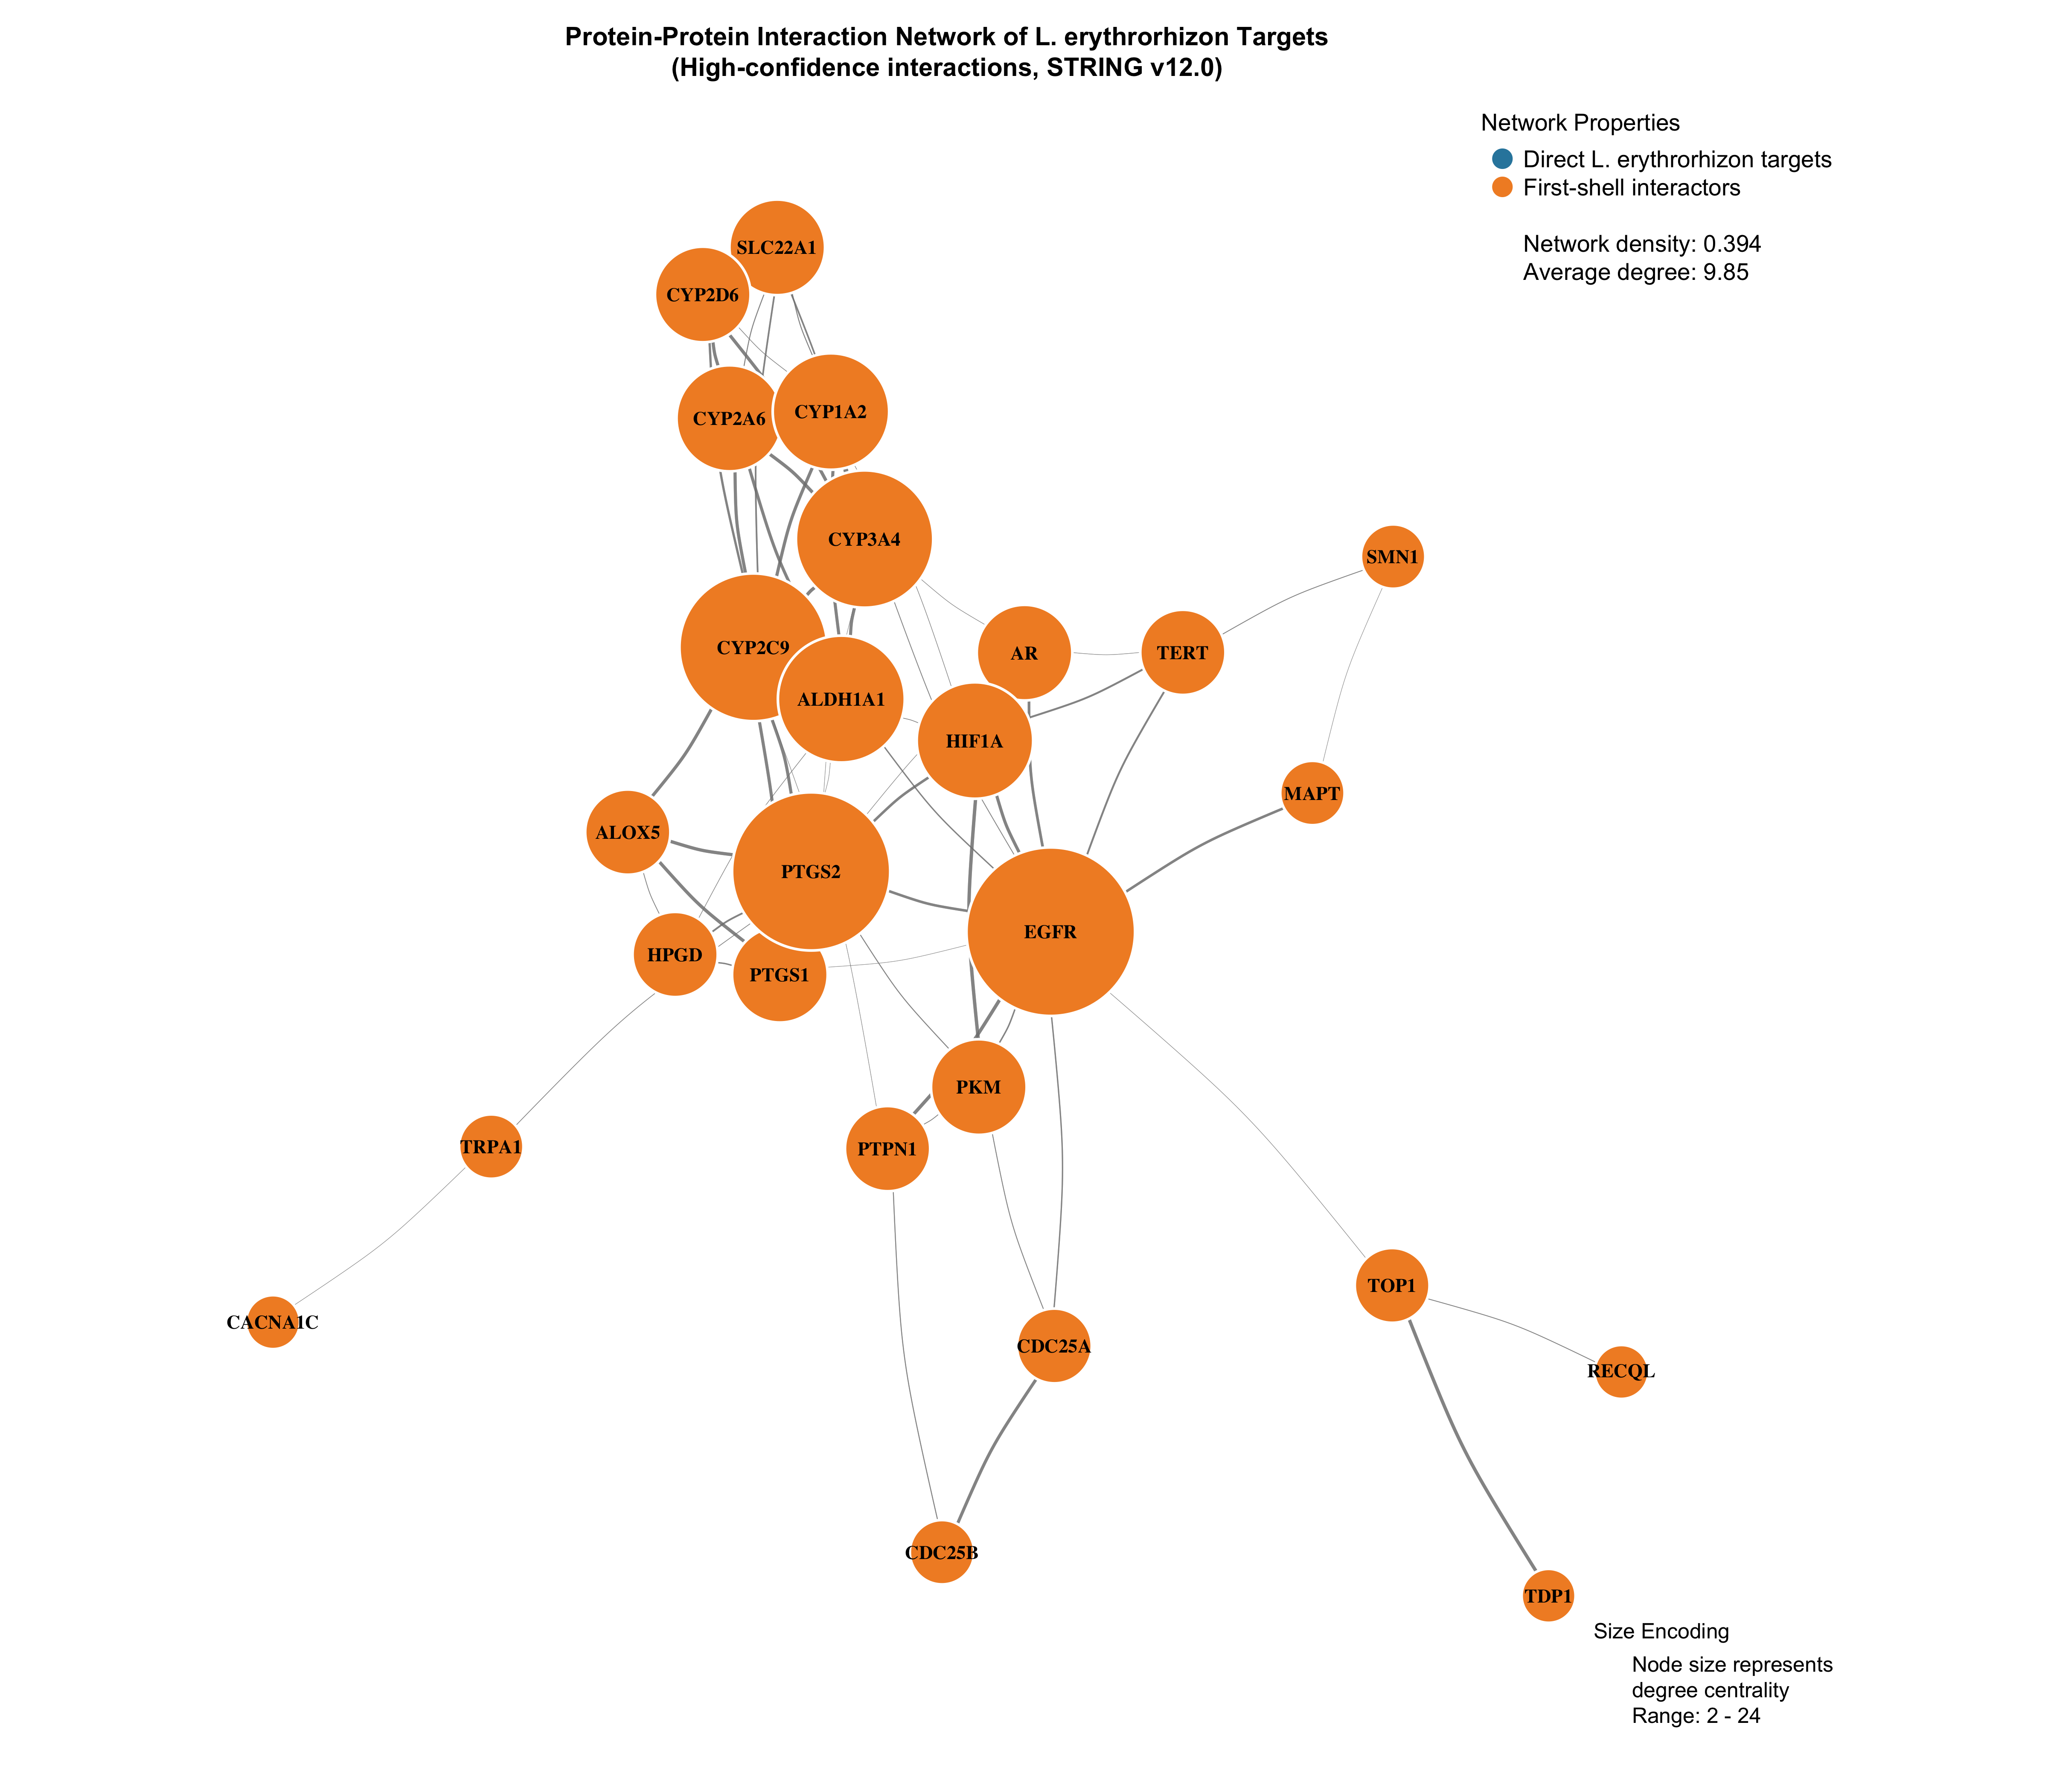 Protein-Protein Interaction Network of L. erythrorhizon Targets
(High-confidence interactions, STRING v12.0)
Network Properties
Direct L. erythrorhizon targets
First-shell interactors
Network density: 0.394
Average degree: 9.85
SLC22A1
CYP2D6
CYP2A6
CYP1A2
CYP3A4
SMN1
CYP2C9
AR
TERT
ALDH1A1
HIF1A
MAPT
ALOX5
PTGS2
EGFR
HPGD
PTGS1
PKM
TRPA1
PTPN1
TOP1
CACNA1C
CDC25A
RECQL
CDC25B
TDP1
Size Encoding
Node size represents
degree centrality
Range: 2 - 24